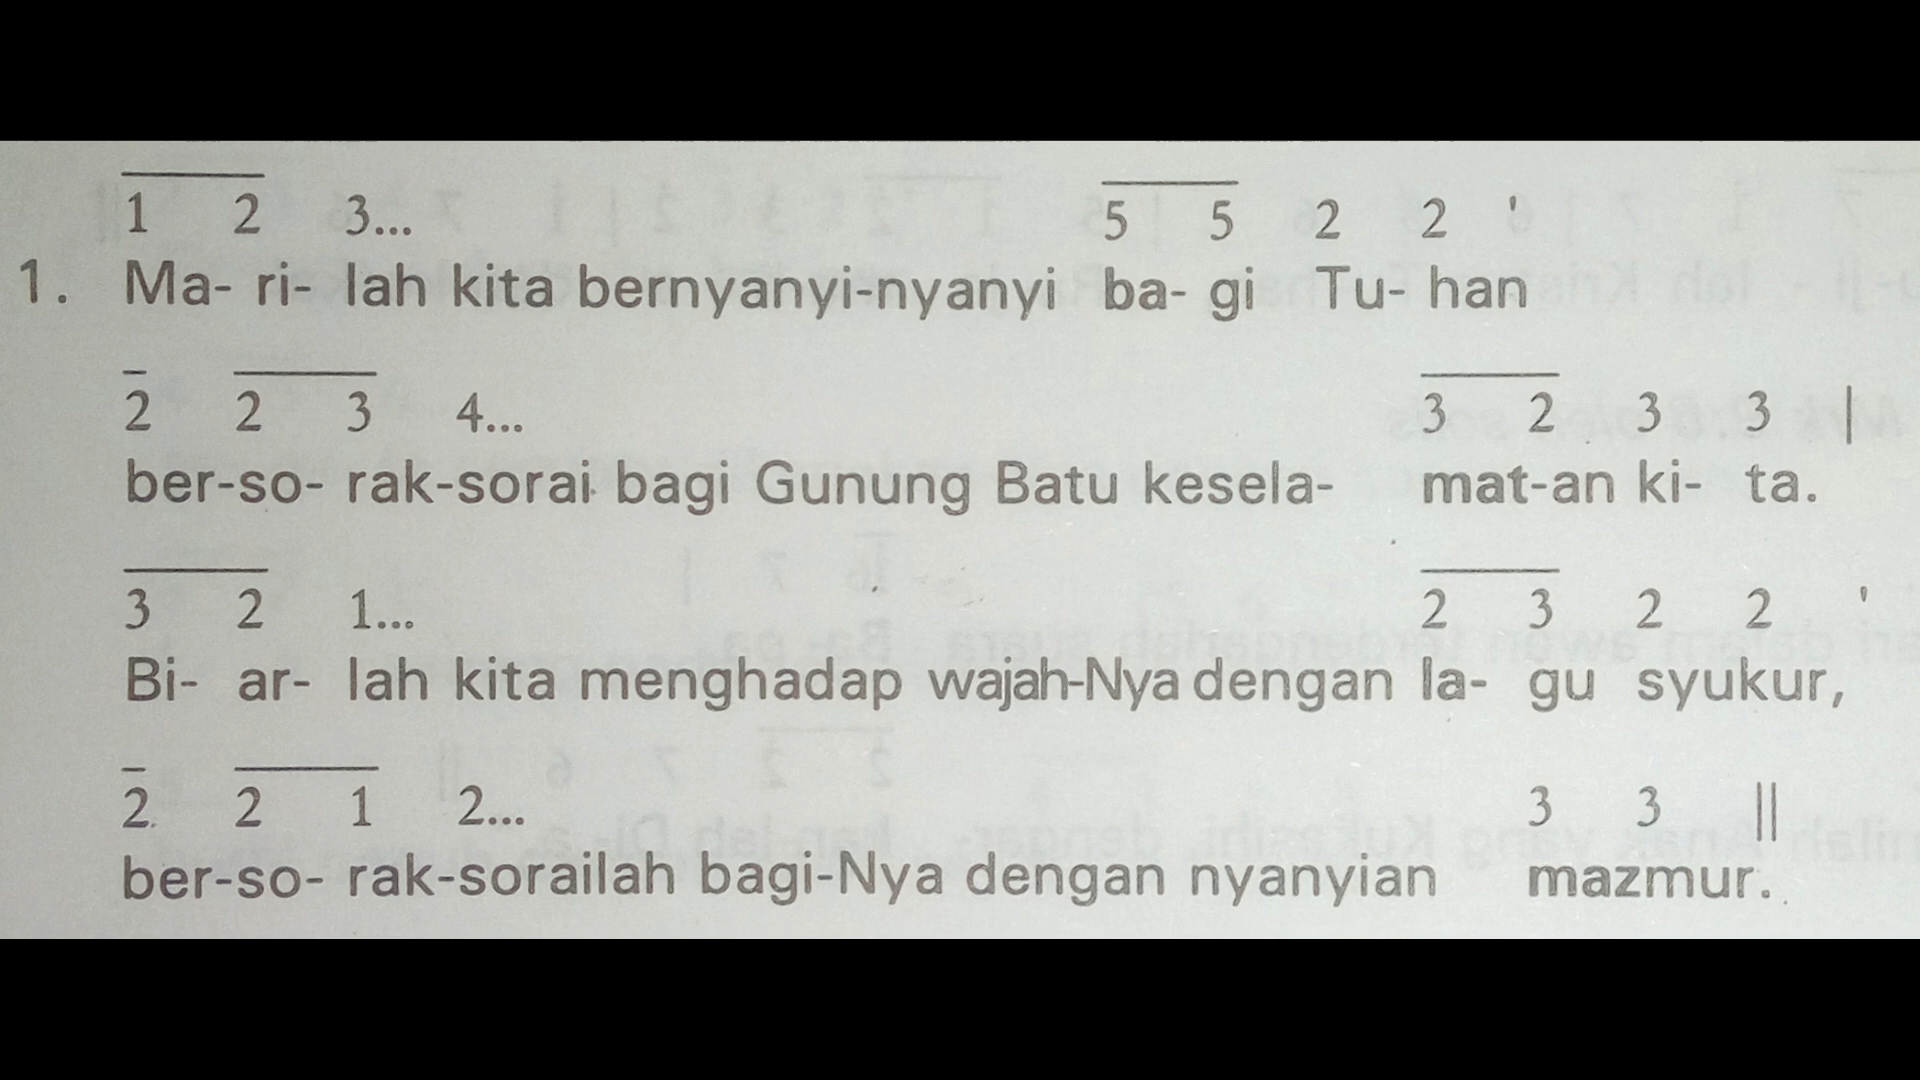 1 2 3... 5 5 2 2 '
1. Ma- ri- lah kita bernyanyi-nyanyi ba- gi Tu- han
2 2 3 4... 3 2 3 3 |
ber-so- rak-sorai bagi Gunung Batu kesela- mat-an ki- ta.
3 2 1... 2 3 2 2 '
Bi- ar- lah kita menghadap wajah-Nya dengan la- gu syukur,
2 2 1 2... 3 3 ||
ber-so- rak-sorailah bagi-Nya dengan nyanyian mazmur.